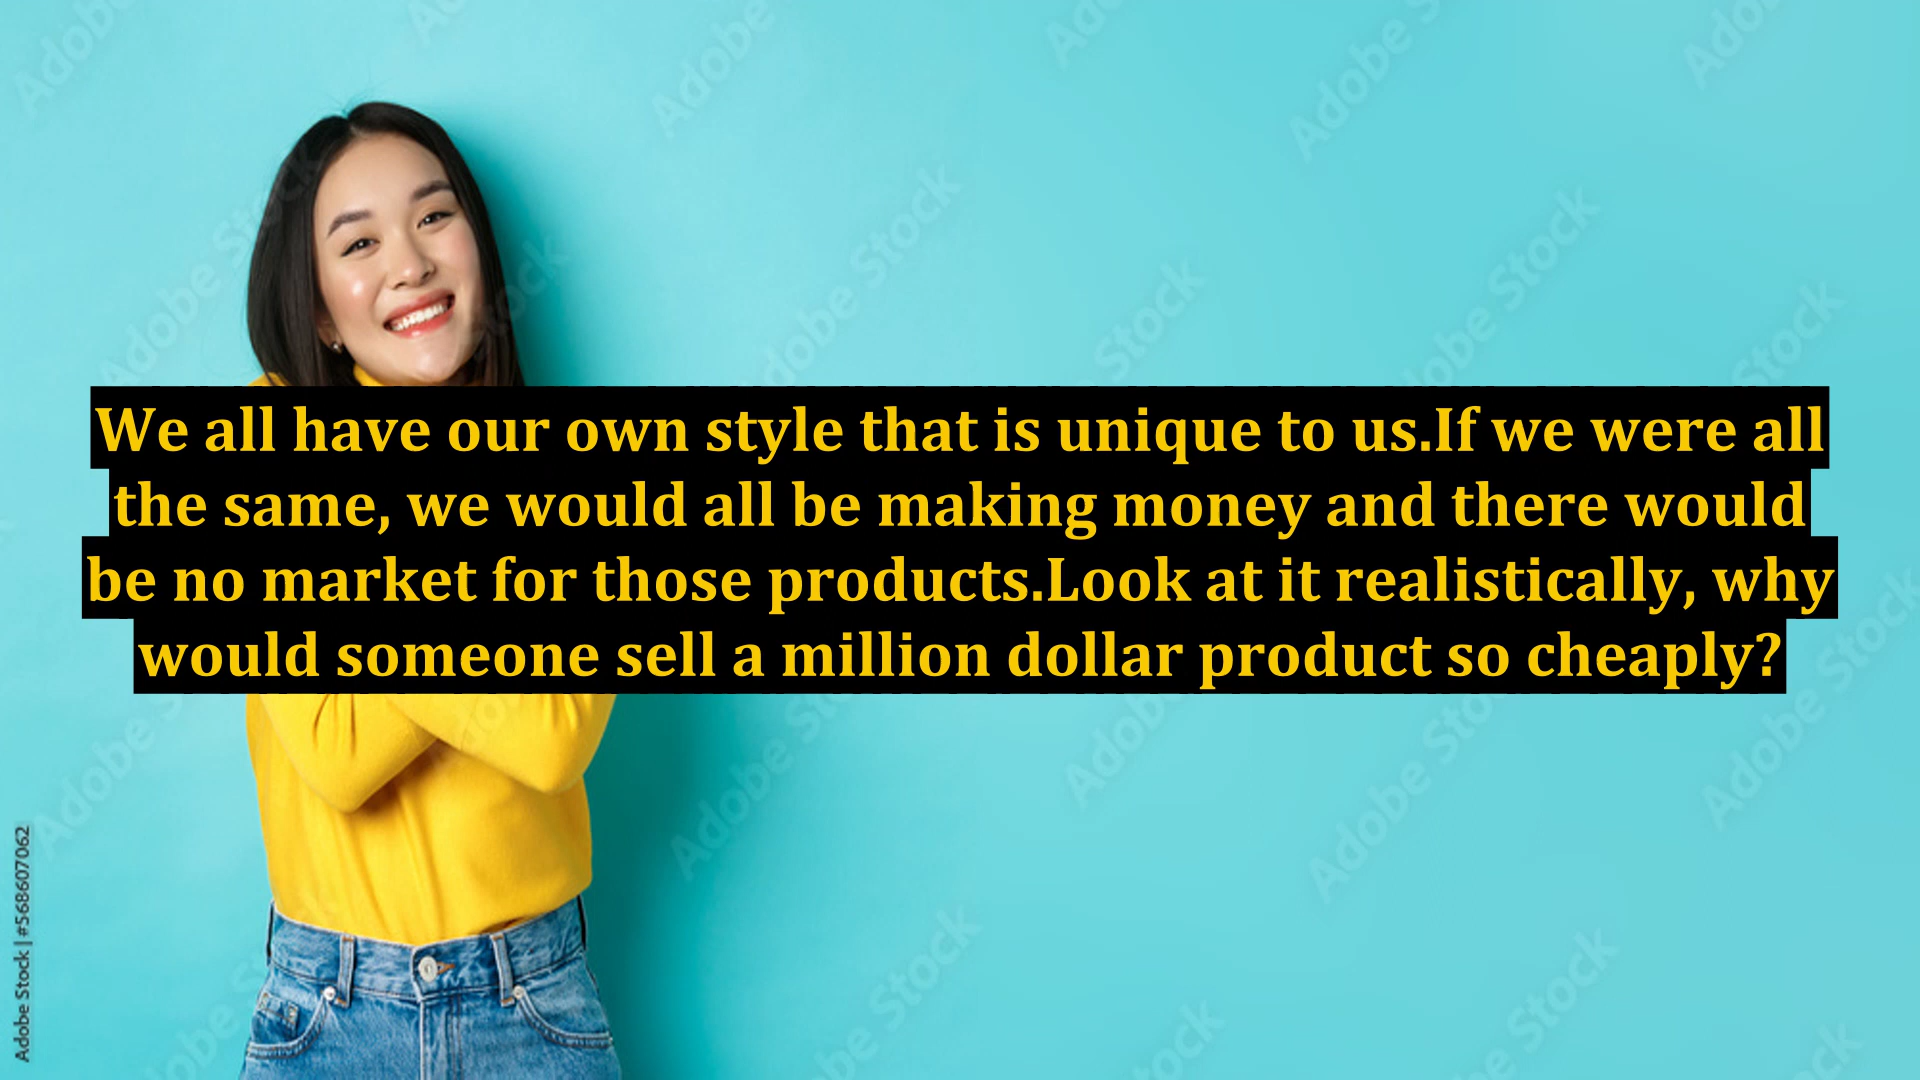 We all have our own style that is unique to us.If we were all
the same, we would all be making money and there would
be no market for those products.Look at it realistically, why
would someone sell a million dollar product so cheaply?
Adobe Stock | #568607062
Adobe Stock